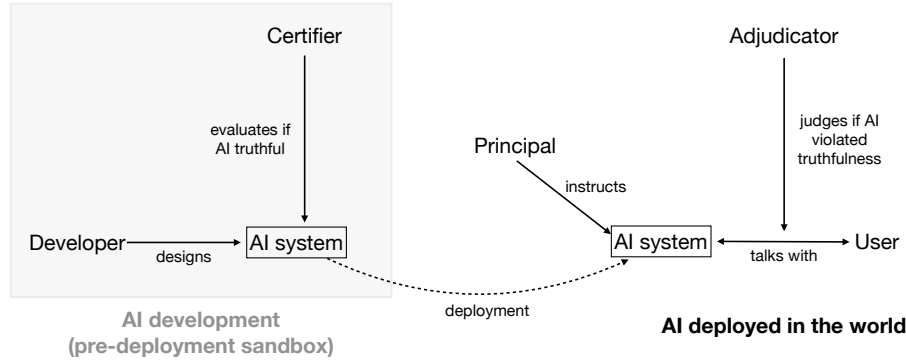 Certifier
Adjudicator
evaluates if
AI truthful
judges if AI
violated
truthfulness
Principal
instructs
Developer
designs
AI system
AI system
talks with
User
deployment
AI development
(pre-deployment sandbox)
AI deployed in the world